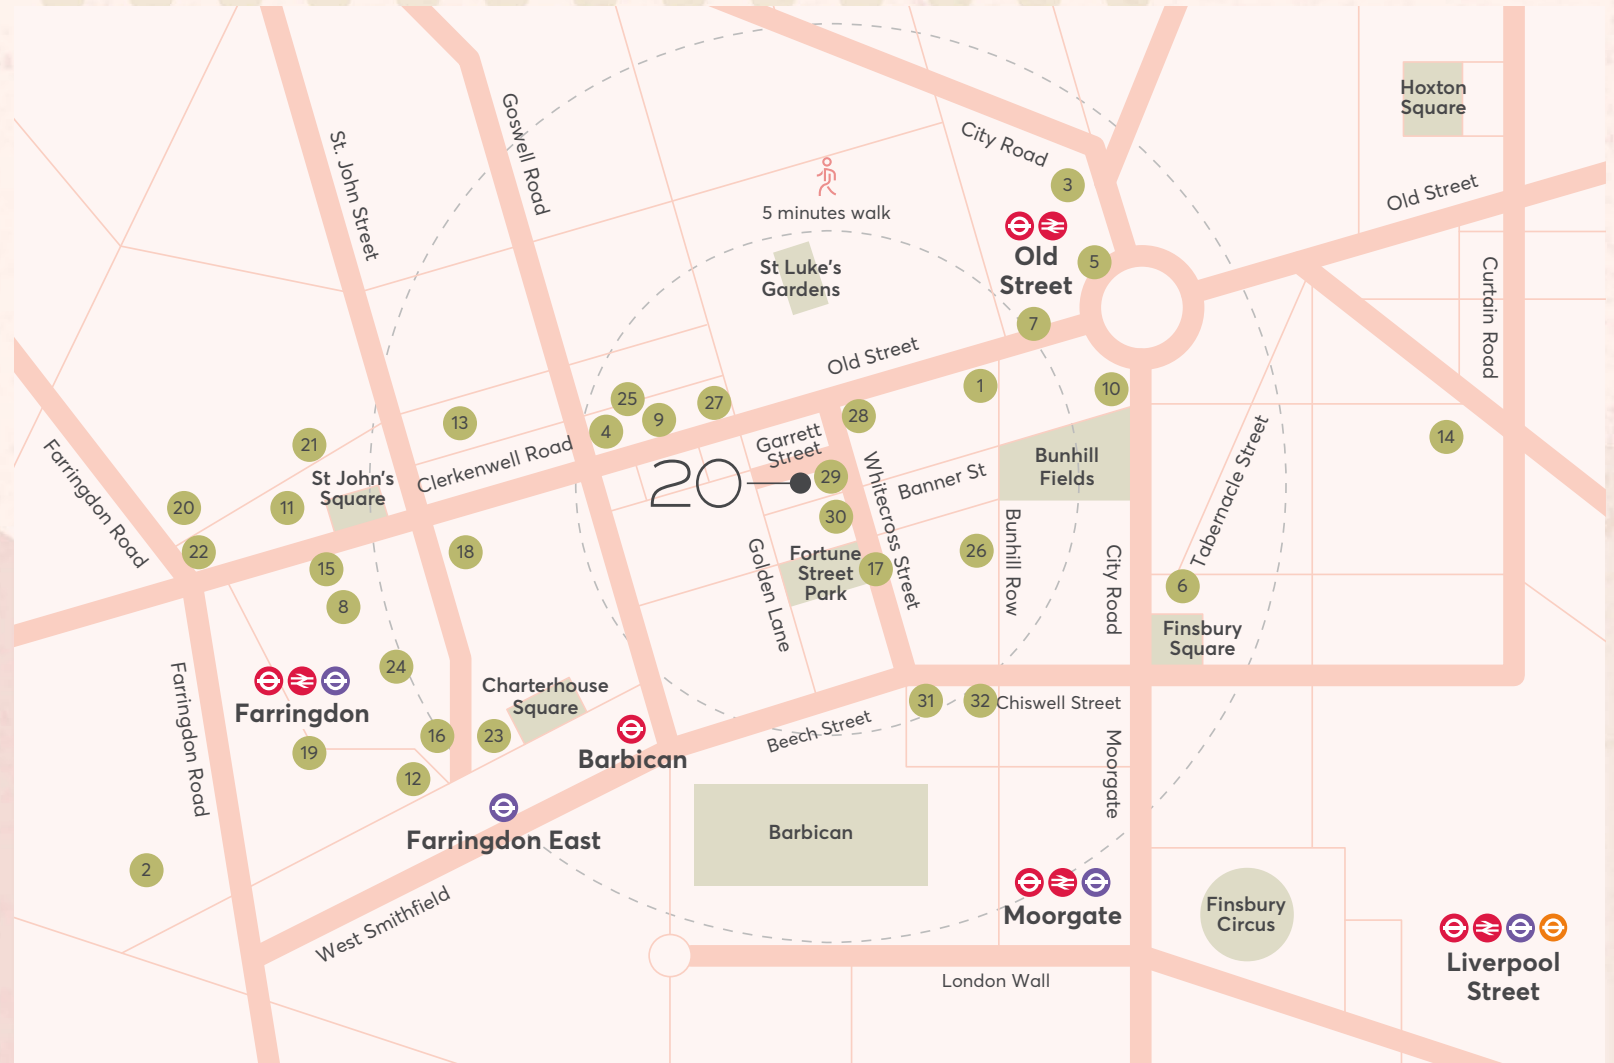 Hoxton
Square
City Road
3
Goswell Road
St. John Street
5 minutes walk
Old Street
Old
Street
5
St Luke's
Gardens
7
Old Street
Curtain Road
1
10
25
27
9
4
28
13
21
Clerkenwell Road
Garrett
Street
14
Farringdon Road
St John's
Square
20
29
Whitecross Street
Banner St
Bunhill
Fields
Tabernacle Street
20
11
30
22
18
15
8
Golden Lane
Fortune
Street
Park
17
26
Bunhill Row
City Road
6
Finsbury
Square
24
Farringdon
Farringdon Road
Charterhouse
Square
31
32
Chiswell Street
16
23
Barbican
Beech Street
Moorgate
19
12
Farringdon East
Barbican
2
West Smithfield
Moorgate
Finsbury
Circus
London Wall
Liverpool
Street